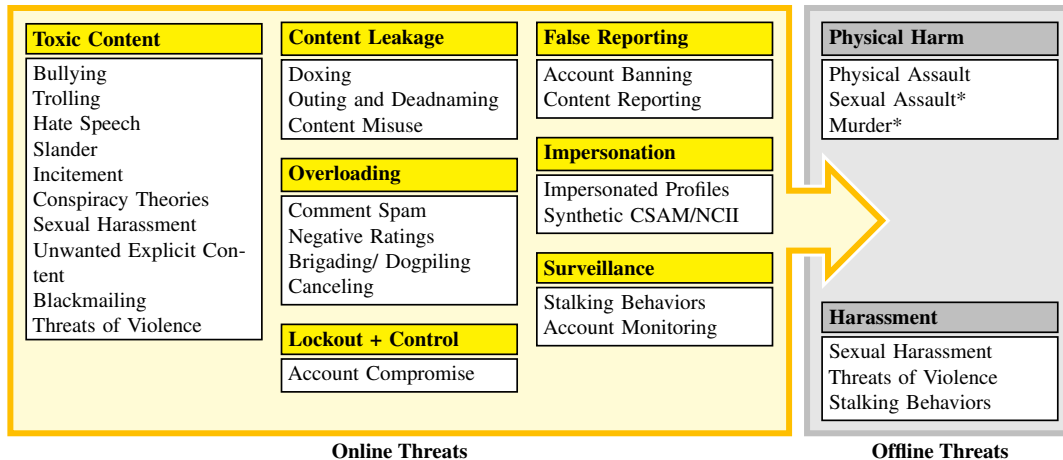 Toxic Content
Bullying
Trolling
Hate Speech
Slander
Incitement
Conspiracy Theories
Sexual Harassment
Unwanted Explicit Con-
tent
Blackmailing
Threats of Violence
Content Leakage
Doxing
Outing and Deadnaming
Content Misuse
Overloading
Comment Spam
Negative Ratings
Brigading/ Dogpiling
Canceling
Lockout + Control
Account Compromise
False Reporting
Account Banning
Content Reporting
Impersonation
Impersonated Profiles
Synthetic CSAM/NCII
Surveillance
Stalking Behaviors
Account Monitoring
Online Threats
Physical Harm
Physical Assault
Sexual Assault*
Murder*
Harassment
Sexual Harassment
Threats of Violence
Stalking Behaviors
Offline Threats